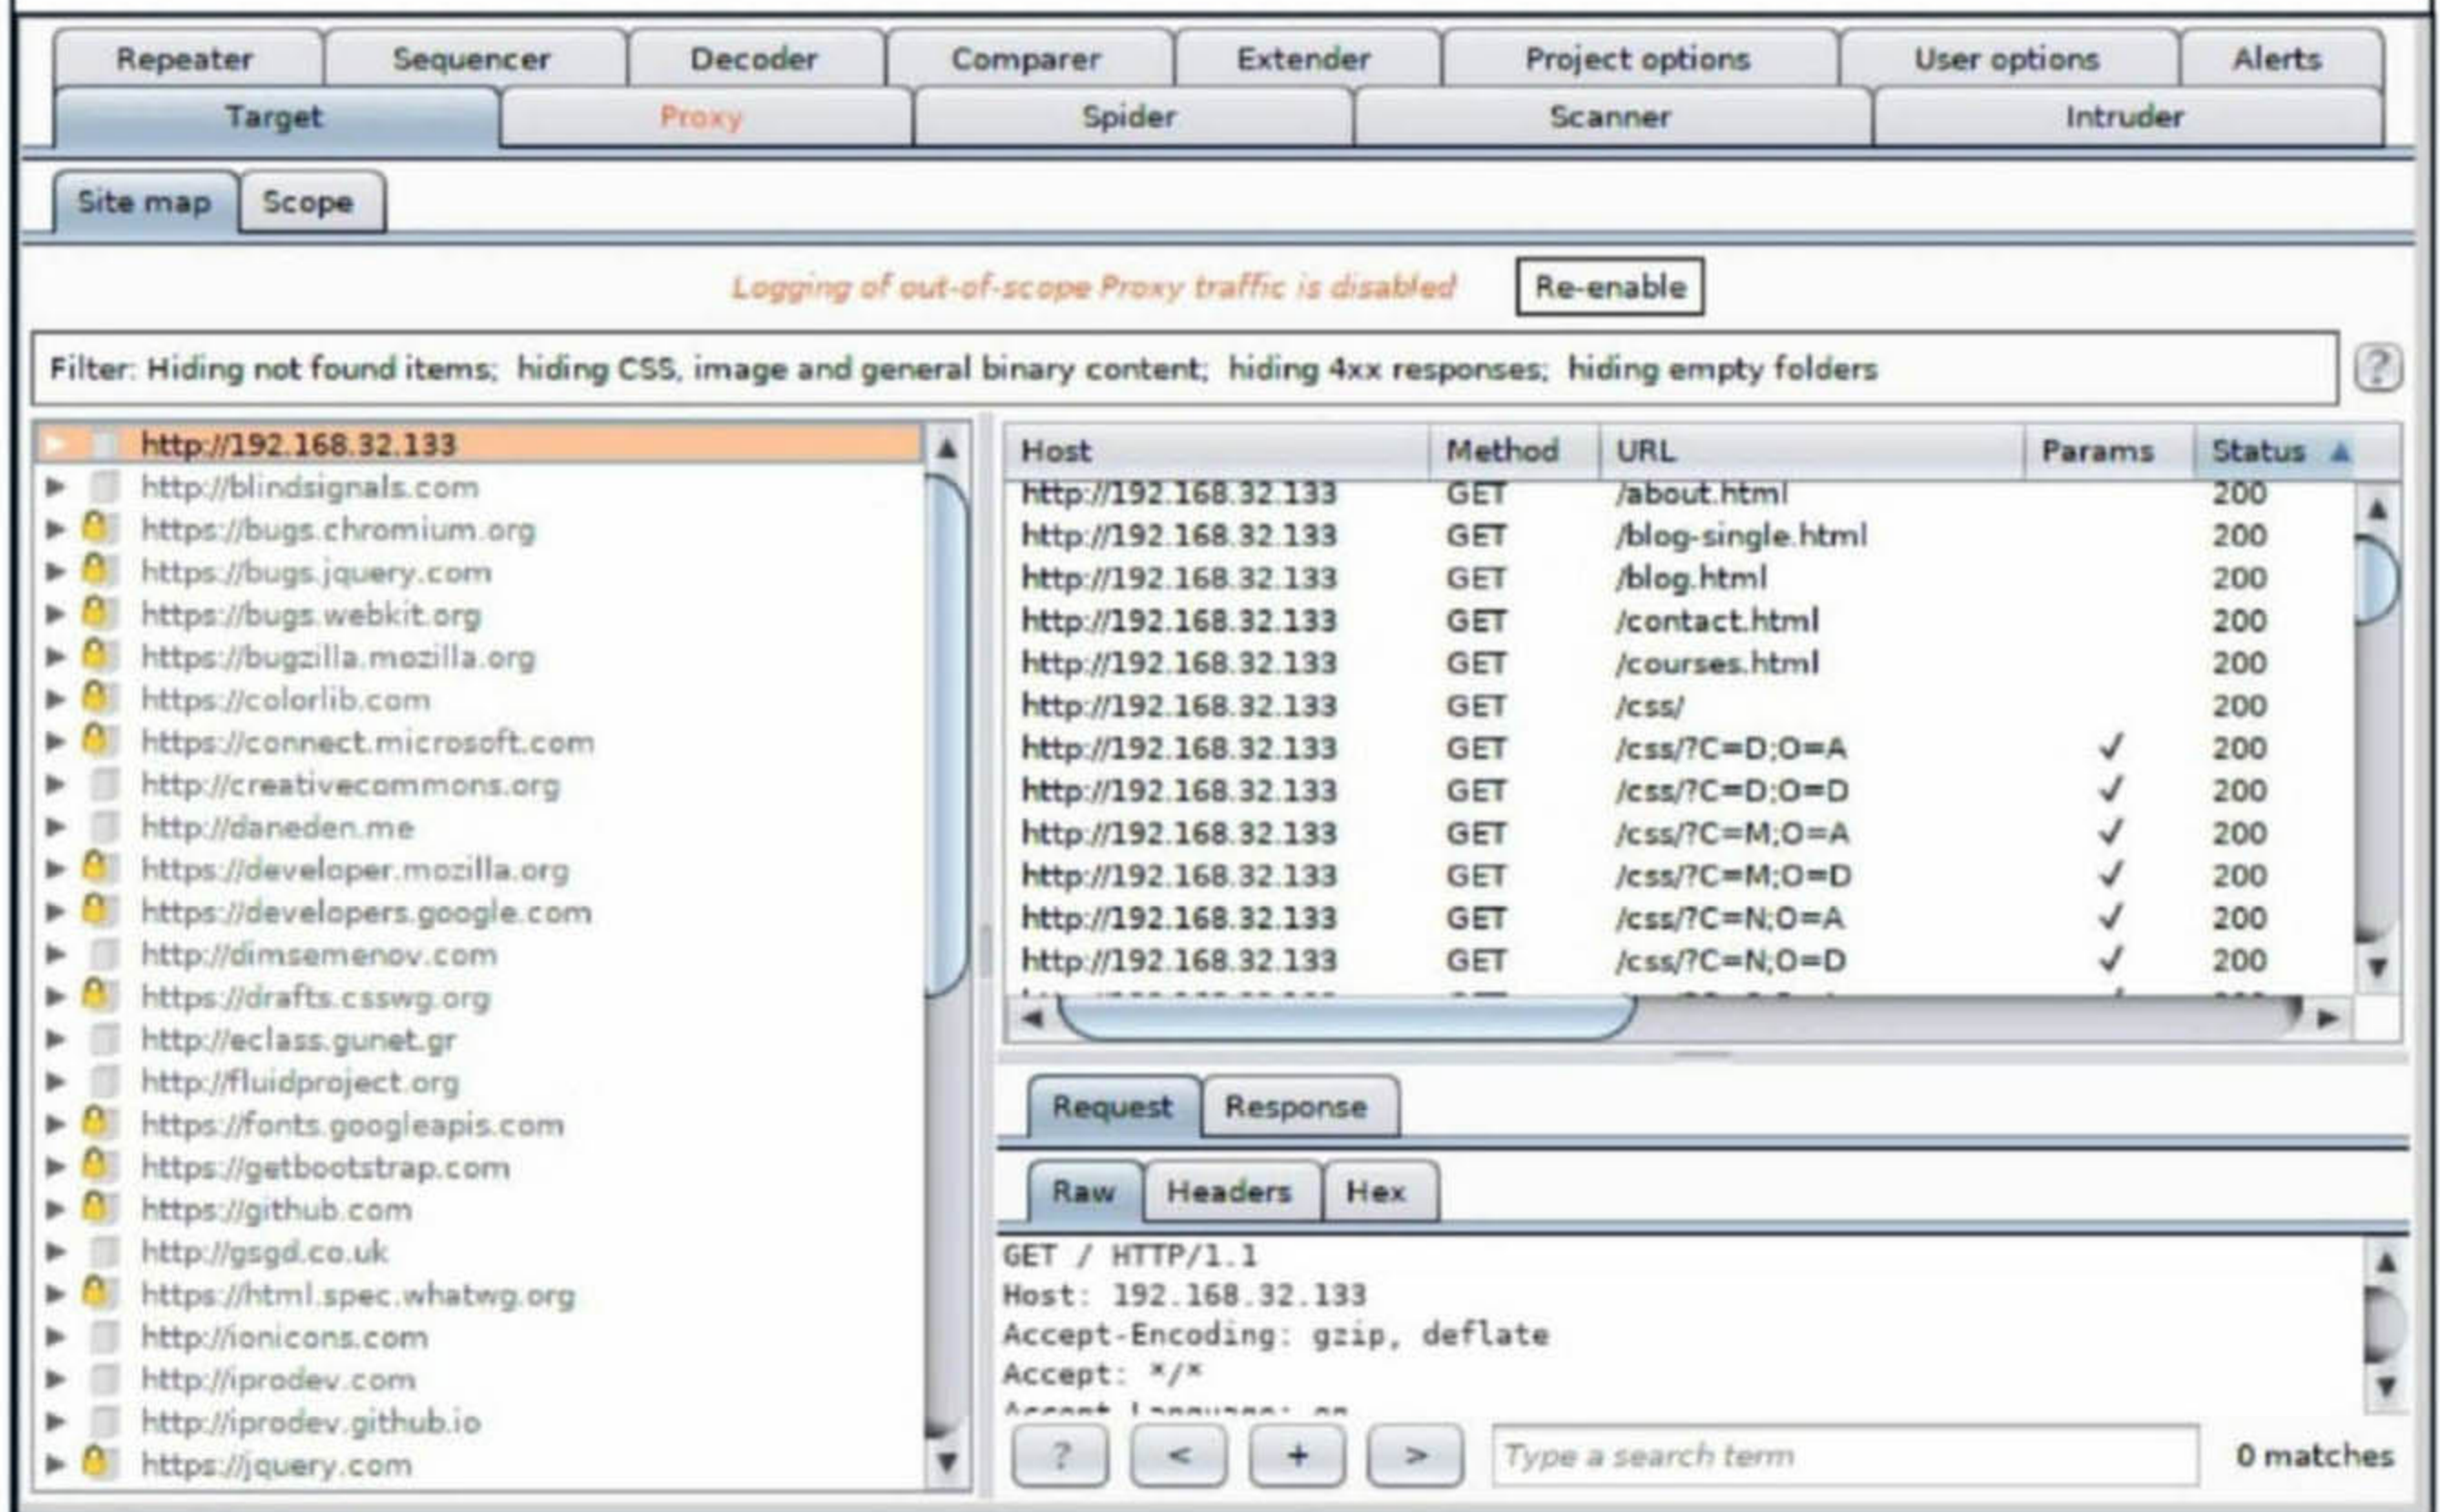 Repeater Sequencer Decoder Comparer Extender Project options User options Alerts
Target Proxy Spider Scanner Intruder
Site map Scope
Logging of out-of-scope Proxy traffic is disabled Re-enable
Filter: Hiding not found items; hiding CSS, image and general binary content; hiding 4xx responses; hiding empty folders ?
http://192.168.32.133
http://blindsignals.com
https://bugs.chromium.org
https://bugs.jquery.com
https://bugs.webkit.org
https://bugzilla.mozilla.org
https://colorlib.com
https://connect.microsoft.com
http://creativecommons.org
http://daneden.me
https://developer.mozilla.org
https://developers.google.com
http://dimsemenov.com
https://drafts.csswg.org
http://eclass.gunet.gr
http://fluidproject.org
https://fonts.googleapis.com
https://getbootstrap.com
https://github.com
http://gsgd.co.uk
https://html.spec.whatwg.org
http://ionicons.com
http://iprodev.com
http://iprodev.github.io
https://jquery.com
Host Method URL Params Status
http://192.168.32.133 GET /about.html 200
http://192.168.32.133 GET /blog-single.html 200
http://192.168.32.133 GET /blog.html 200
http://192.168.32.133 GET /contact.html 200
http://192.168.32.133 GET /courses.html 200
http://192.168.32.133 GET /css/ 200
http://192.168.32.133 GET /css/?C=D;O=A ✓ 200
http://192.168.32.133 GET /css/?C=D;O=D ✓ 200
http://192.168.32.133 GET /css/?C=M;O=A ✓ 200
http://192.168.32.133 GET /css/?C=M;O=D ✓ 200
http://192.168.32.133 GET /css/?C=N;O=A ✓ 200
http://192.168.32.133 GET /css/?C=N;O=D ✓ 200
Request Response
Raw Headers Hex
GET / HTTP/1.1
Host: 192.168.32.133
Accept-Encoding: gzip, deflate
Accept: */*
? < + > Type a search term 0 matches